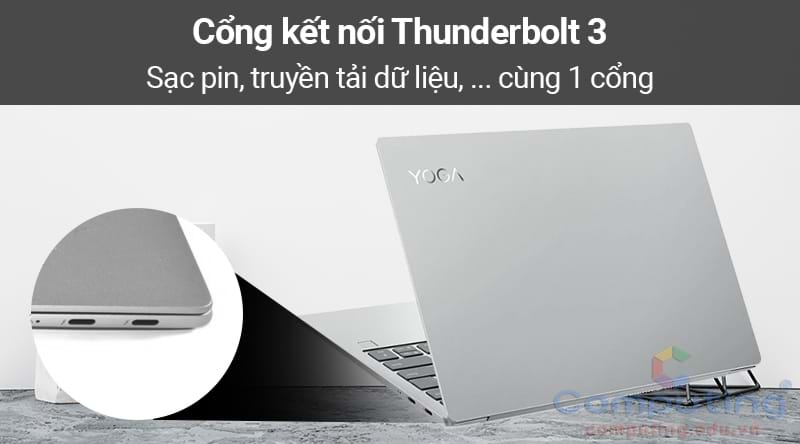 Cổng kết nối Thunderbolt 3
Sạc pin, truyền tải dữ liệu, ... cùng 1 cổng
YOGA
Computing
computing.edu.vn